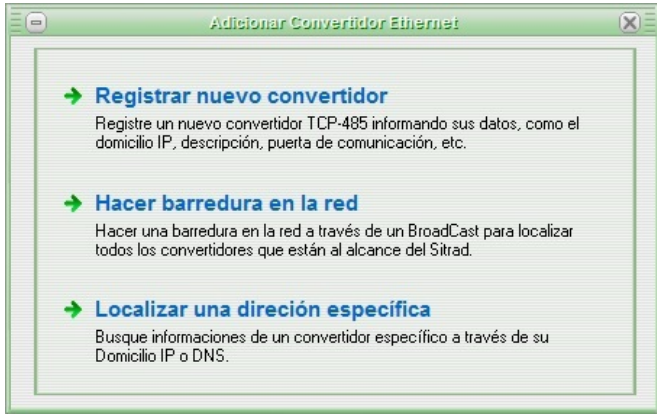 Adicionar Convertidor Ethernet
Registrar nuevo convertidor
Registre un nuevo convertidor TCP-485 informando sus datos, como el
domicilio IP, descripción, puerta de comunicación, etc.
Hacer barredura en la red
Hacer una barredura en la red a través de un BroadCast para localizar
todos los convertidores que están al alcance del Sitrad.
Localizar una direción específica
Busque informaciones de un convertidor específico a través de su
Domicilio IP o DNS.